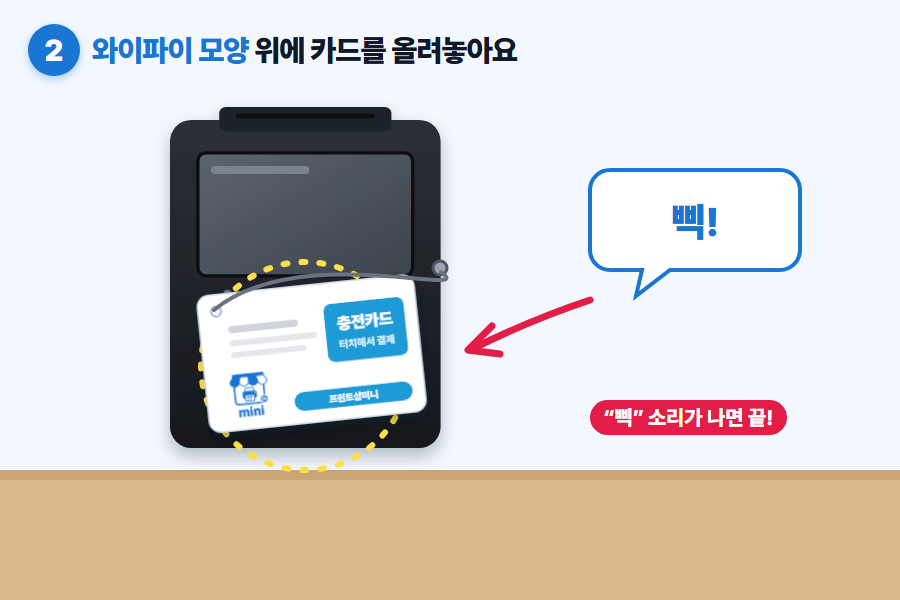 2 와이파이 모양 위에 카드를 올려놓아요
삑!
충전카드
터치해서 결제
mini
프린트샵미니
“삑” 소리가 나면 끝!